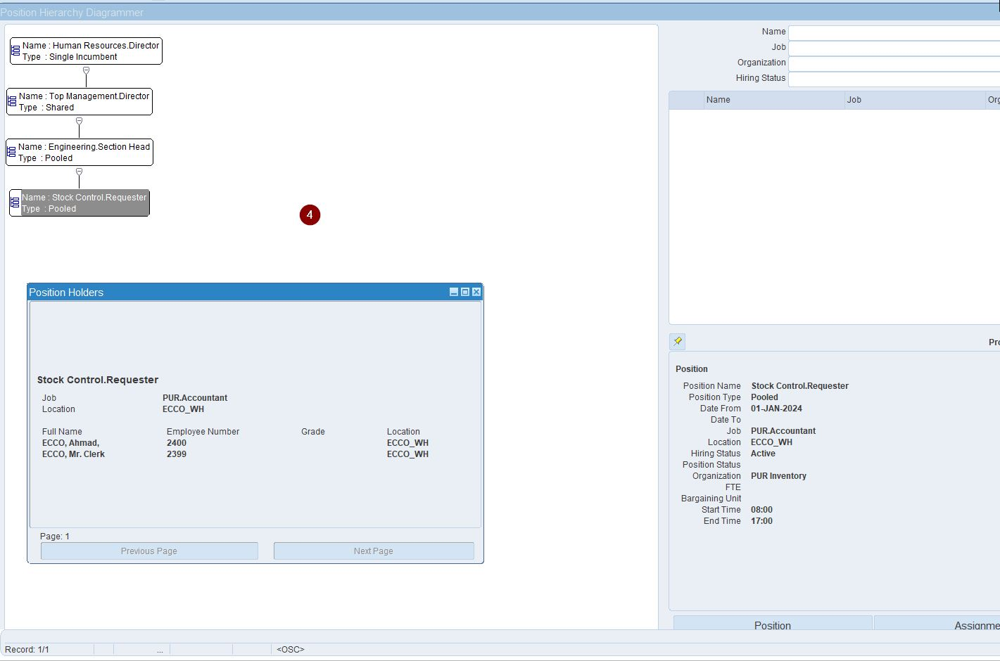 Position Hierarchy Diagrammer
Name : Human Resources.Director
Type : Single Incumbent
Name : Top Management.Director
Type : Shared
Name : Engineering.Section Head
Type : Pooled
Name : Stock Control.Requester
Type : Pooled
4
Position Holders
Stock Control.Requester
Job PUR.Accountant
Location ECCO_WH
Full Name Employee Number Grade Location
ECCO, Ahmad, 2400 ECCO_WH
ECCO, Mr. Clerk 2399 ECCO_WH
Page: 1
Previous Page Next Page
Name
Job
Organization
Hiring Status
Name Job Org
Pro
Position
Position Name Stock Control.Requester
Position Type Pooled
Date From 01-JAN-2024
Date To
Job PUR.Accountant
Location ECCO_WH
Hiring Status Active
Position Status
Organization PUR Inventory
FTE
Bargaining Unit
Start Time 08:00
End Time 17:00
Position Assignme
Record: 1/1 ... <OSC>